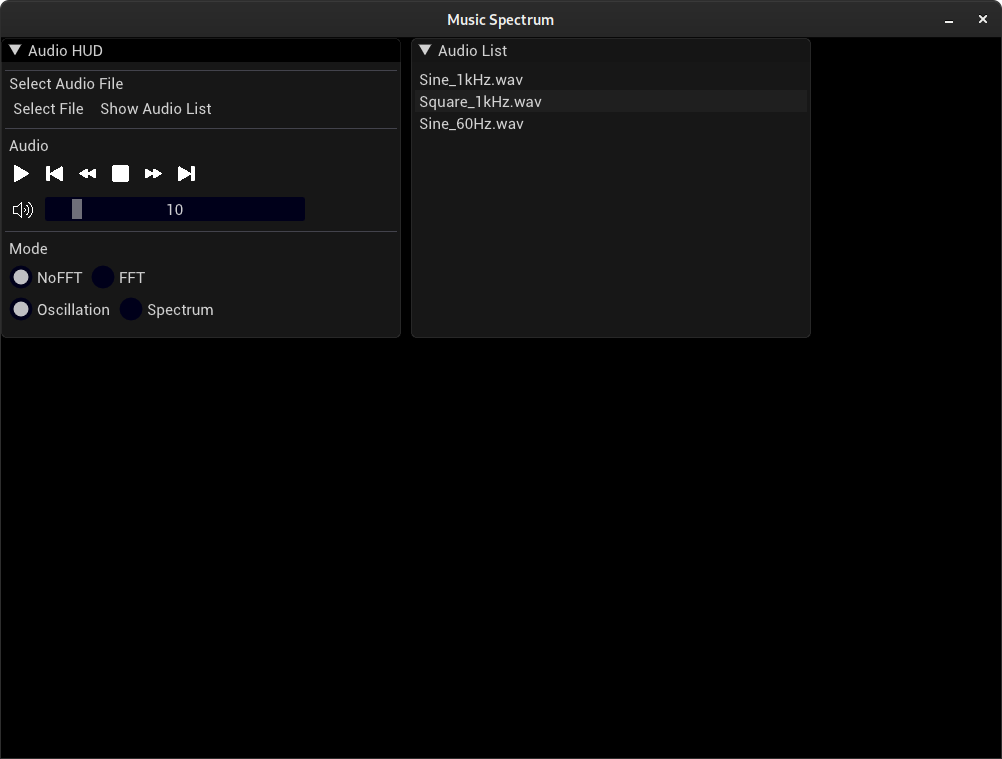 Music Spectrum
Audio HUD
Select Audio File
Select File Show Audio List
Audio
10
Mode
NoFFT FFT
Oscillation Spectrum
Audio List
Sine_1kHz.wav
Square_1kHz.wav
Sine_60Hz.wav